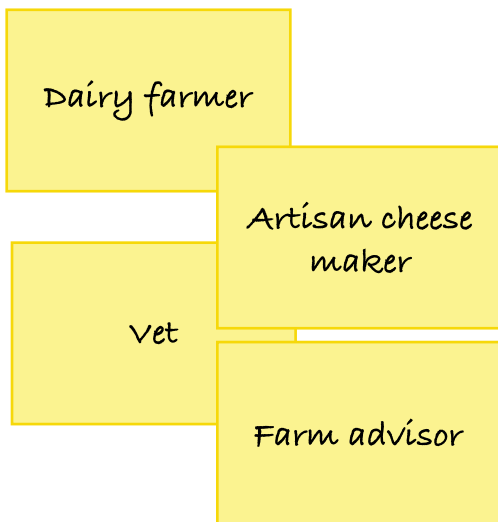 Dairy farmer
Artisan cheese
maker
Vet
Farm advisor